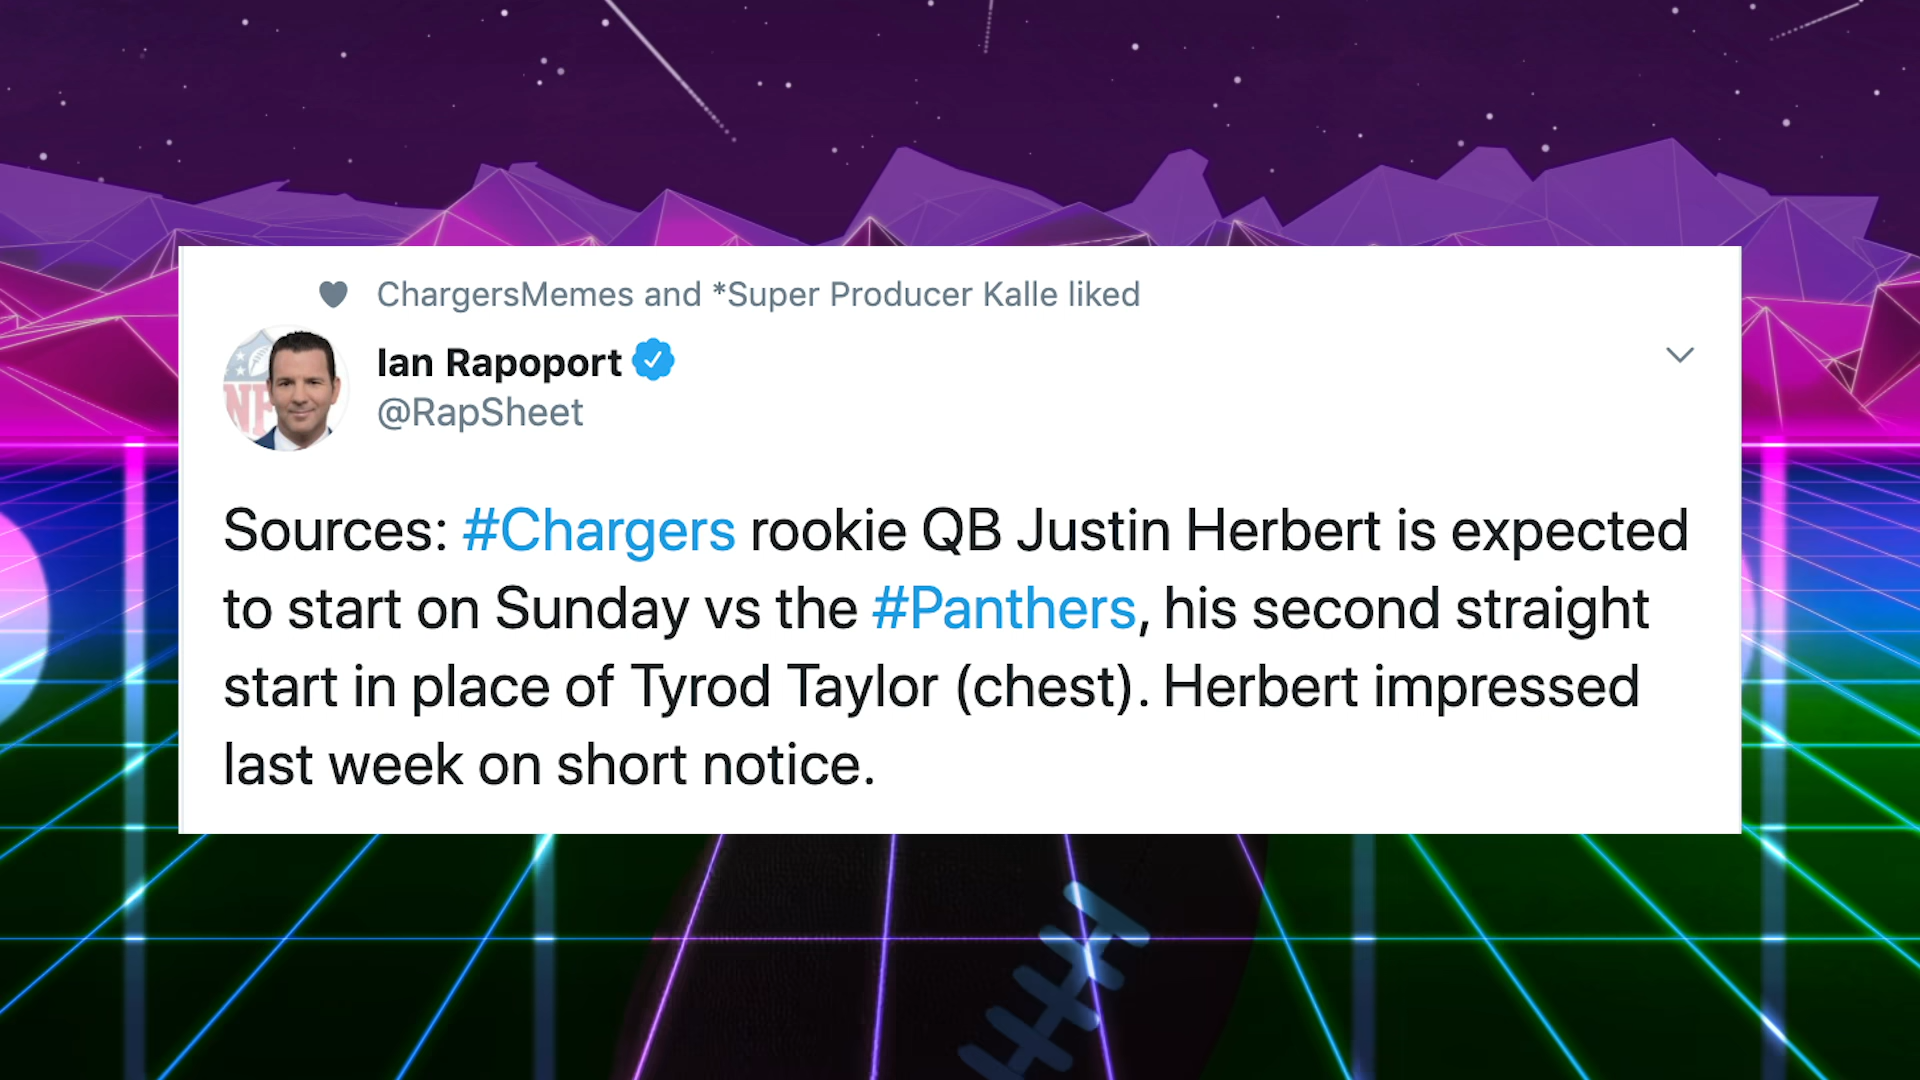 ChargersMemes and *Super Producer Kalle liked
Ian Rapoport
@RapSheet
Sources: #Chargers rookie QB Justin Herbert is expected
to start on Sunday vs the #Panthers, his second straight
start in place of Tyrod Taylor (chest). Herbert impressed
last week on short notice.